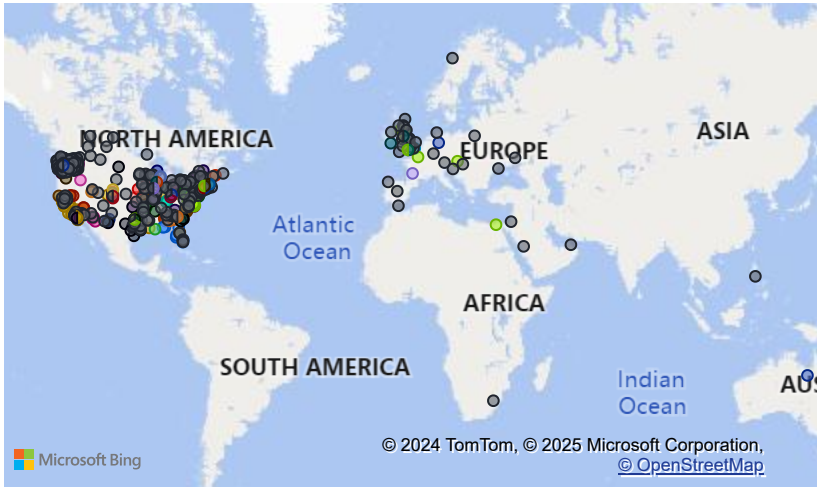 NORTH AMERICA
ASIA
EUROPE
Atlantic
Ocean
AFRICA
SOUTH AMERICA
Indian
Ocean
AUS
Microsoft Bing
© 2024 TomTom, © 2025 Microsoft Corporation,
© OpenStreetMap